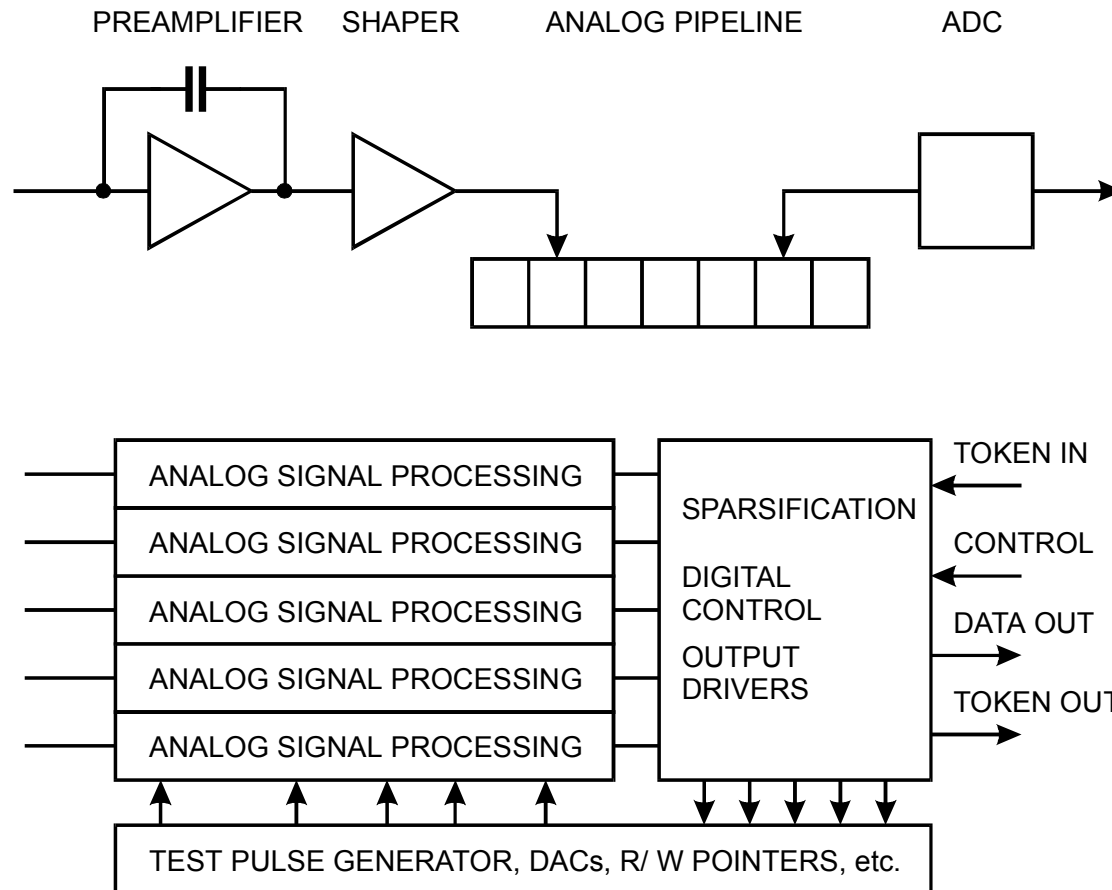 PREAMPLIFIER SHAPER ANALOG PIPELINE ADC
ANALOG SIGNAL PROCESSING
ANALOG SIGNAL PROCESSING
ANALOG SIGNAL PROCESSING
ANALOG SIGNAL PROCESSING
ANALOG SIGNAL PROCESSING
SPARSIFICATION
DIGITAL
CONTROL
OUTPUT
DRIVERS
TOKEN IN
CONTROL
DATA OUT
TOKEN OUT
TEST PULSE GENERATOR, DACs, R/ W POINTERS, etc.